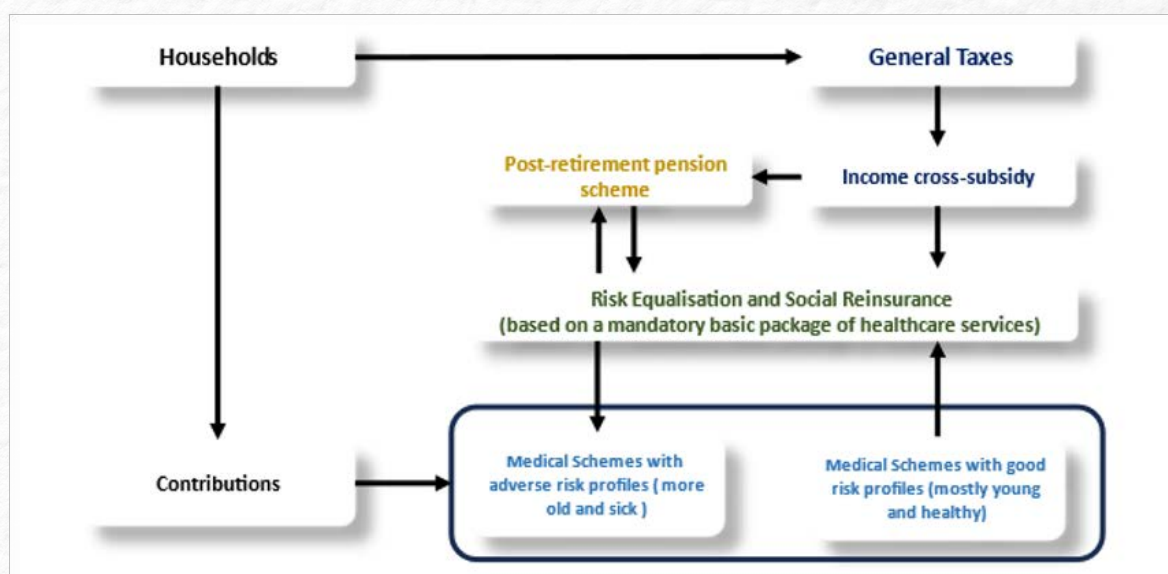 Households
General Taxes
Post-retirement pension
scheme
Income cross-subsidy
Risk Equalisation and Social Reinsurance
(based on a mandatory basic package of healthcare services)
Contributions
Medical Schemes with
adverse risk profiles ( more
old and sick )
Medical Schemes with good
risk profiles (mostly young
and healthy)